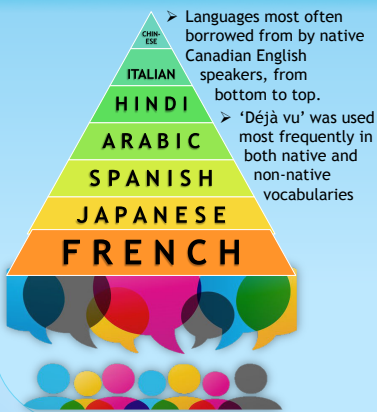 CHIN-
ESE
ITALIAN
HINDI
ARABIC
SPANISH
JAPANESE
FRENCH
➢ Languages most often
borrowed from by native
Canadian English
speakers, from
bottom to top.
➢ ‘Déjà vu’ was used
most frequently in
both native and
non-native
vocabularies